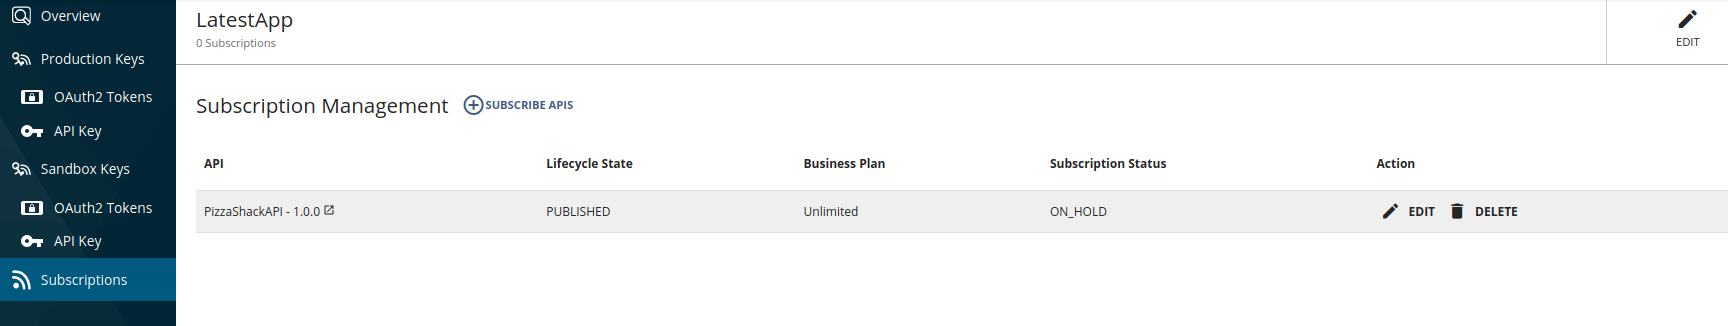 Overview
Production Keys
OAuth2 Tokens
API Key
Sandbox Keys
OAuth2 Tokens
API Key
Subscriptions
LatestApp
0 Subscriptions
EDIT
Subscription Management
SUBSCRIBE APIS
API Lifecycle State Business Plan Subscription Status Action
PizzaShackAPI - 1.0.0 PUBLISHED Unlimited ON_HOLD EDIT DELETE